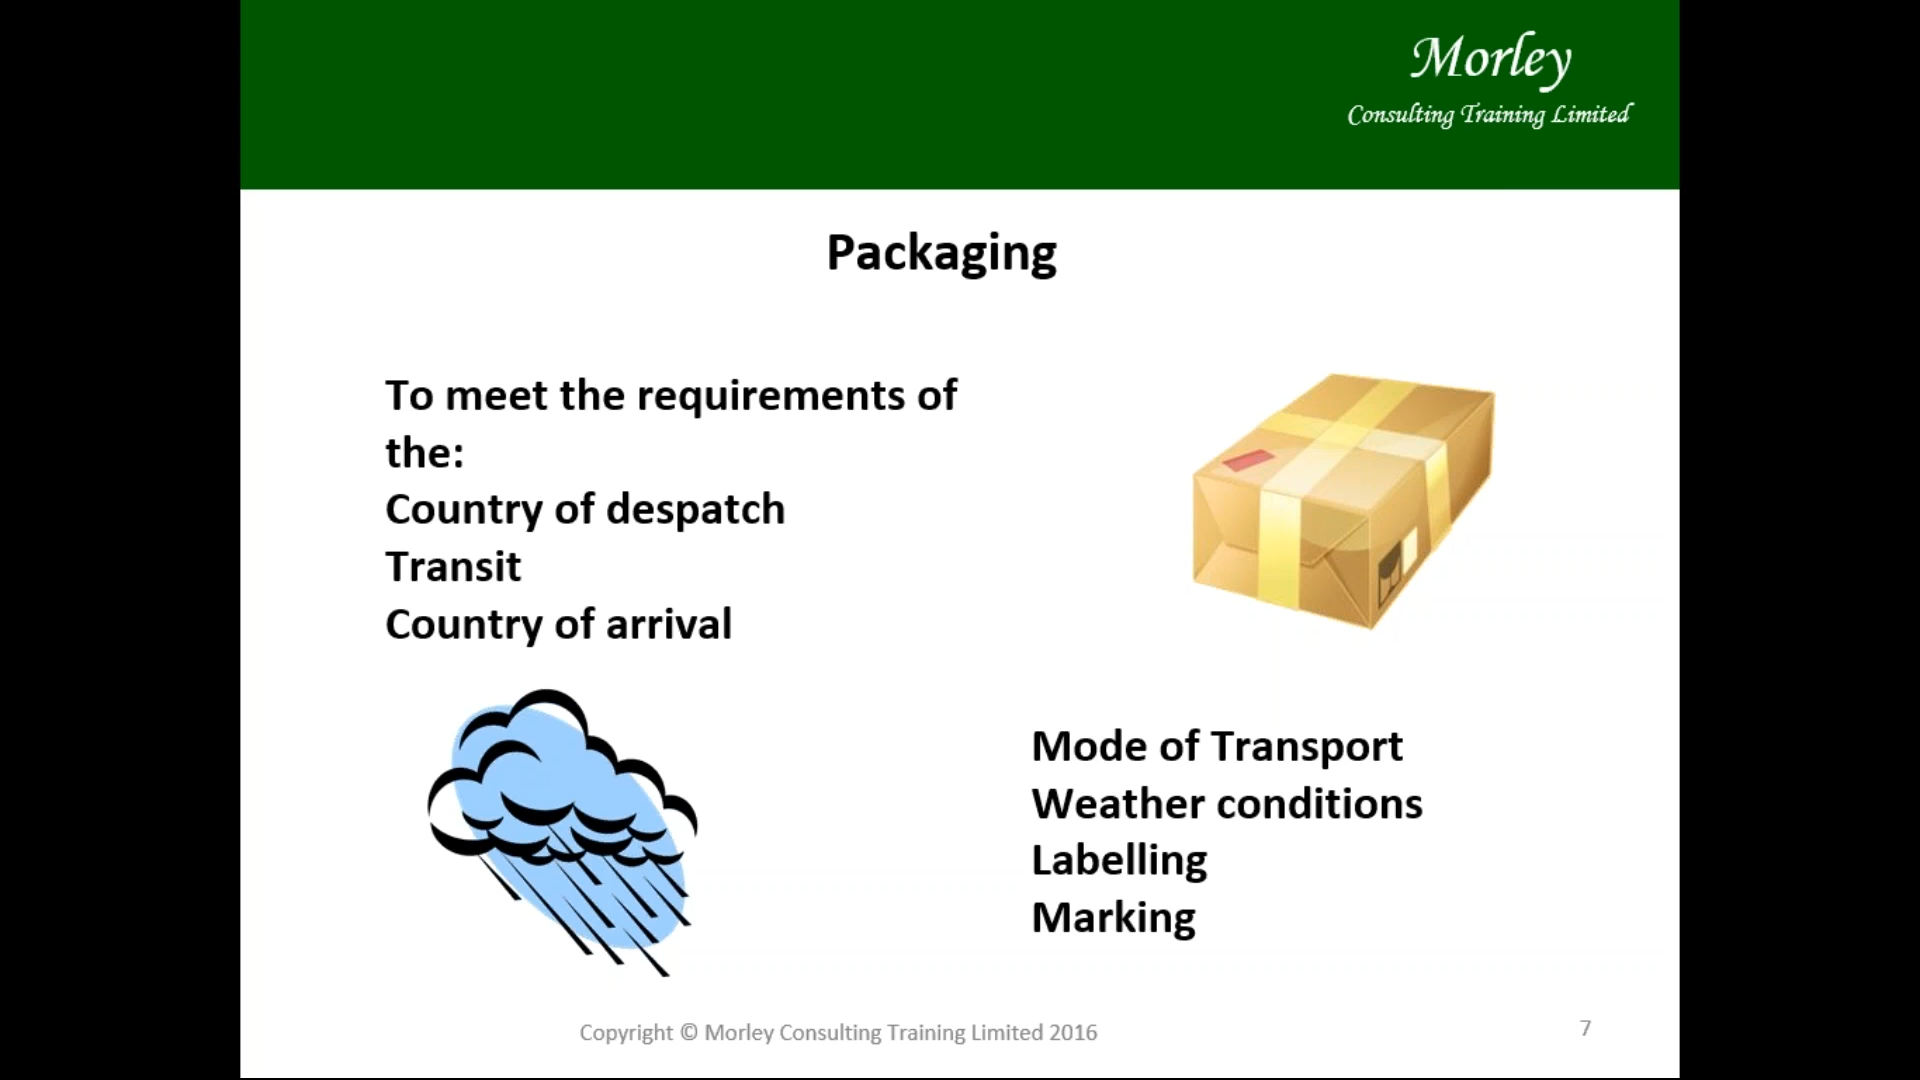 Morley
Consulting Training Limited
Packaging
To meet the requirements of
the:
Country of despatch
Transit
Country of arrival
Mode of Transport
Weather conditions
Labelling
Marking
Copyright © Morley Consulting Training Limited 2016
7